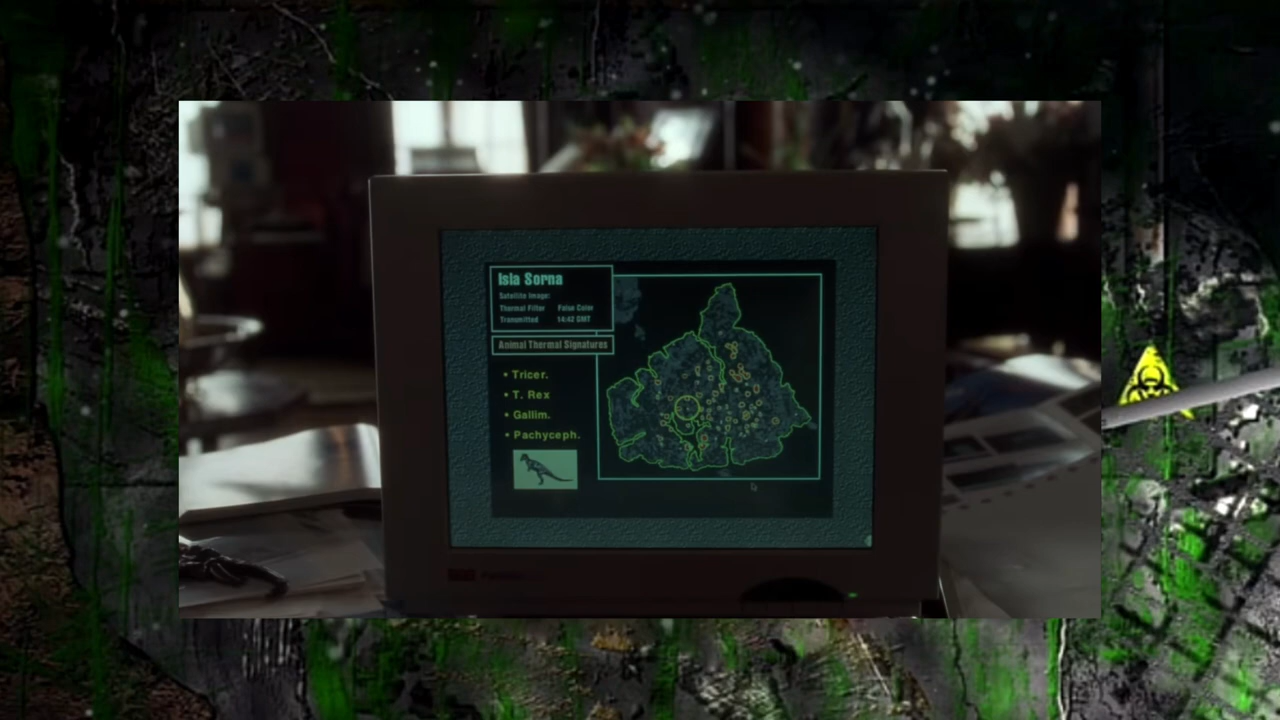 Isla Sorna
Satellite Image:
Thermal Filter False Color
Transmitted 14:42 GMT
Animal Thermal Signatures
• Tricer.
• T. Rex
• Gallim.
• Pachyceph.